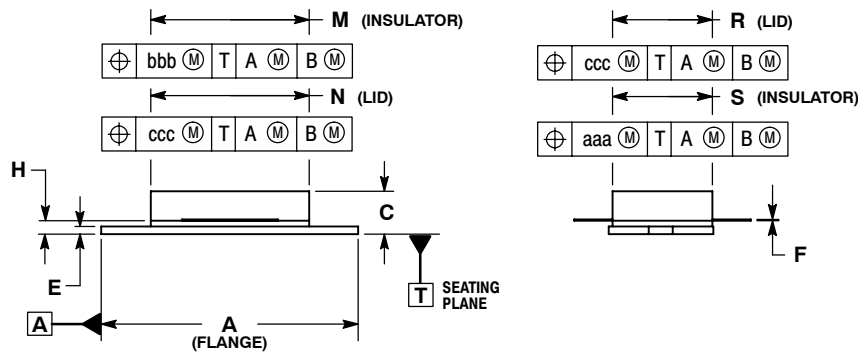 M (INSULATOR)
⌖ bbb Ⓜ T A Ⓜ B Ⓜ
N (LID)
⌖ ccc Ⓜ T A Ⓜ B Ⓜ
R (LID)
⌖ ccc Ⓜ T A Ⓜ B Ⓜ
S (INSULATOR)
⌖ aaa Ⓜ T A Ⓜ B Ⓜ
H
C
E
F
T SEATING
PLANE
A
A
(FLANGE)